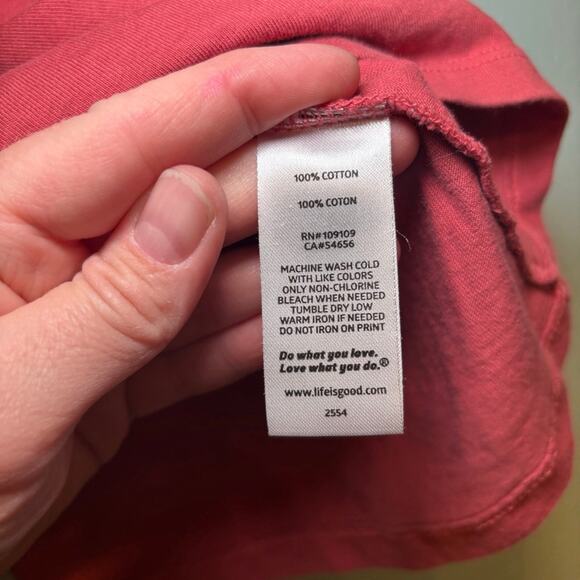 100% COTTON
100% COTON
RN#109109
CA#54656
MACHINE WASH COLD
WITH LIKE COLORS
ONLY NON-CHLORINE
BLEACH WHEN NEEDED
TUMBLE DRY LOW
WARM IRON IF NEEDED
DO NOT IRON ON PRINT
Do what you love.
Love what you do.®
www.lifeisgood.com
2554